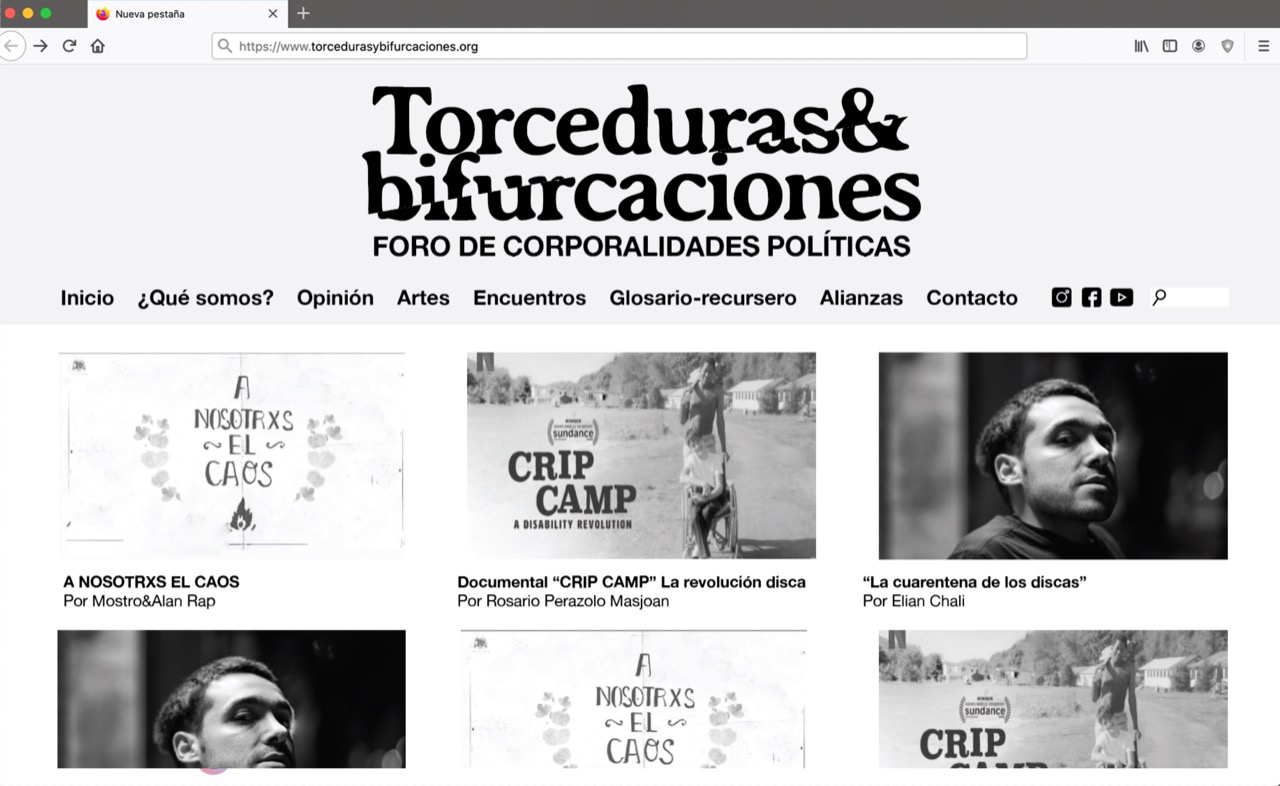 Nueva pestaña
https://www.torcedurasybifurcaciones.org
Torceduras&
bifurcaciones
FORO DE CORPORALIDADES POLÍTICAS
Inicio ¿Qué somos? Opinión Artes Encuentros Glosario-recursero Alianzas Contacto
A
NOSOTRXS
~ EL ~
CAOS
N
WINNER
sundance
CRIP
CAMP
A DISABILITY REVOLUTION
A NOSOTRXS EL CAOS
Por Mostro&Alan Rap
Documental “CRIP CAMP” La revolución disca
Por Rosario Perazolo Masjoan
“La cuarentena de los discas”
Por Elian Chali
A
NOSOTRXS
~ EL ~
CAOS
N
WINNER
sundance
CRIP
CAMP